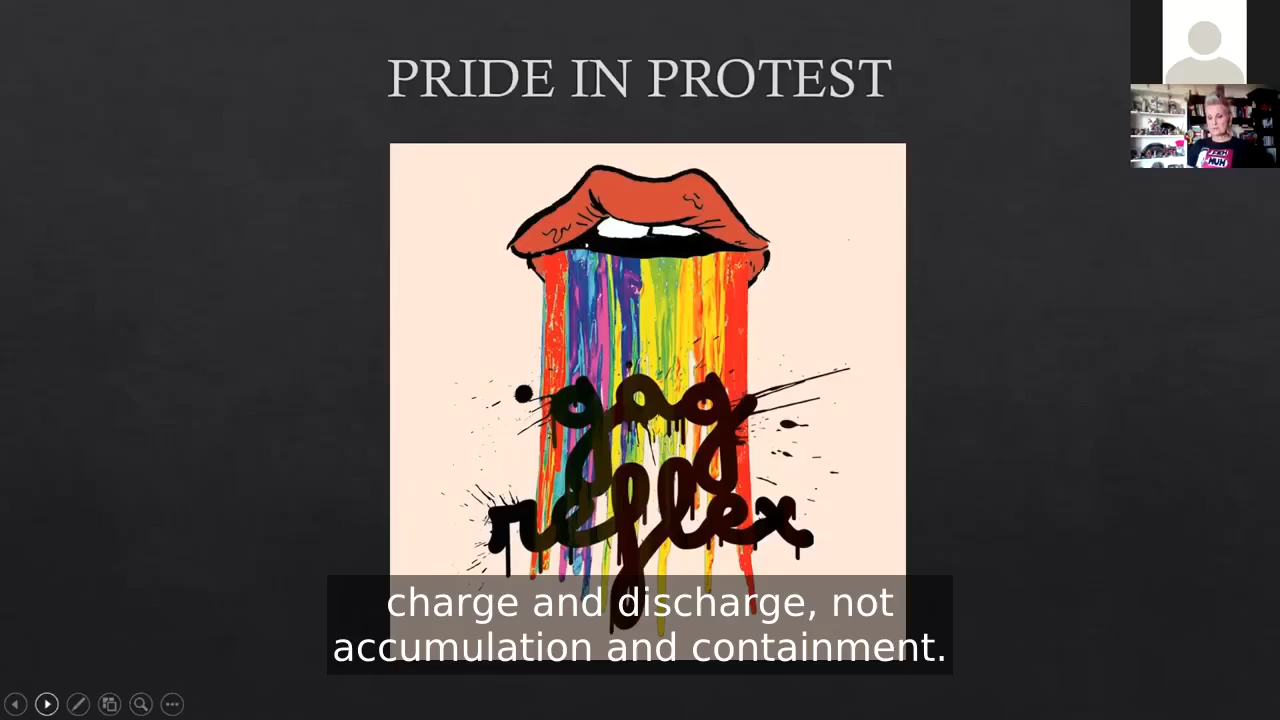 PRIDE IN PROTEST
gag
reflex
charge and discharge, not
accumulation and containment.